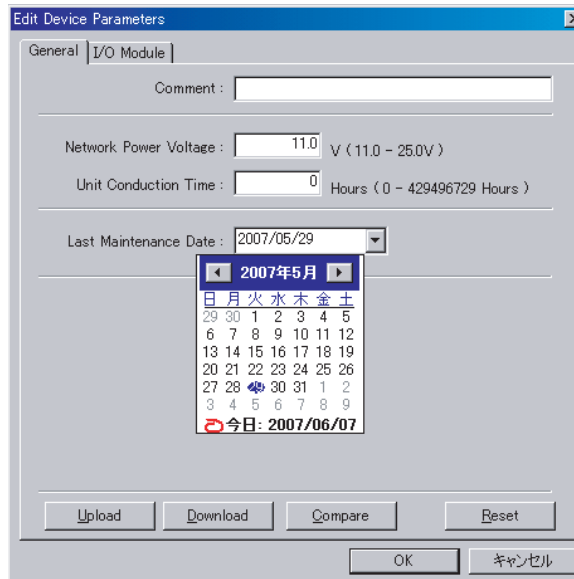 Edit Device Parameters
General I/O Module
Comment :
Network Power Voltage : 11.0 V ( 11.0 - 25.0V )
Unit Conduction Time : 0 Hours ( 0 - 429496729 Hours )
Last Maintenance Date : 2007/05/29
2007年5月
日 月 火 水 木 金 土
29 30 1 2 3 4 5
6 7 8 9 10 11 12
13 14 15 16 17 18 19
20 21 22 23 24 25 26
27 28 30 31 1 2
3 4 5 6 7 8 9
今日: 2007/06/07
Upload Download Compare Reset
OK キャンセル